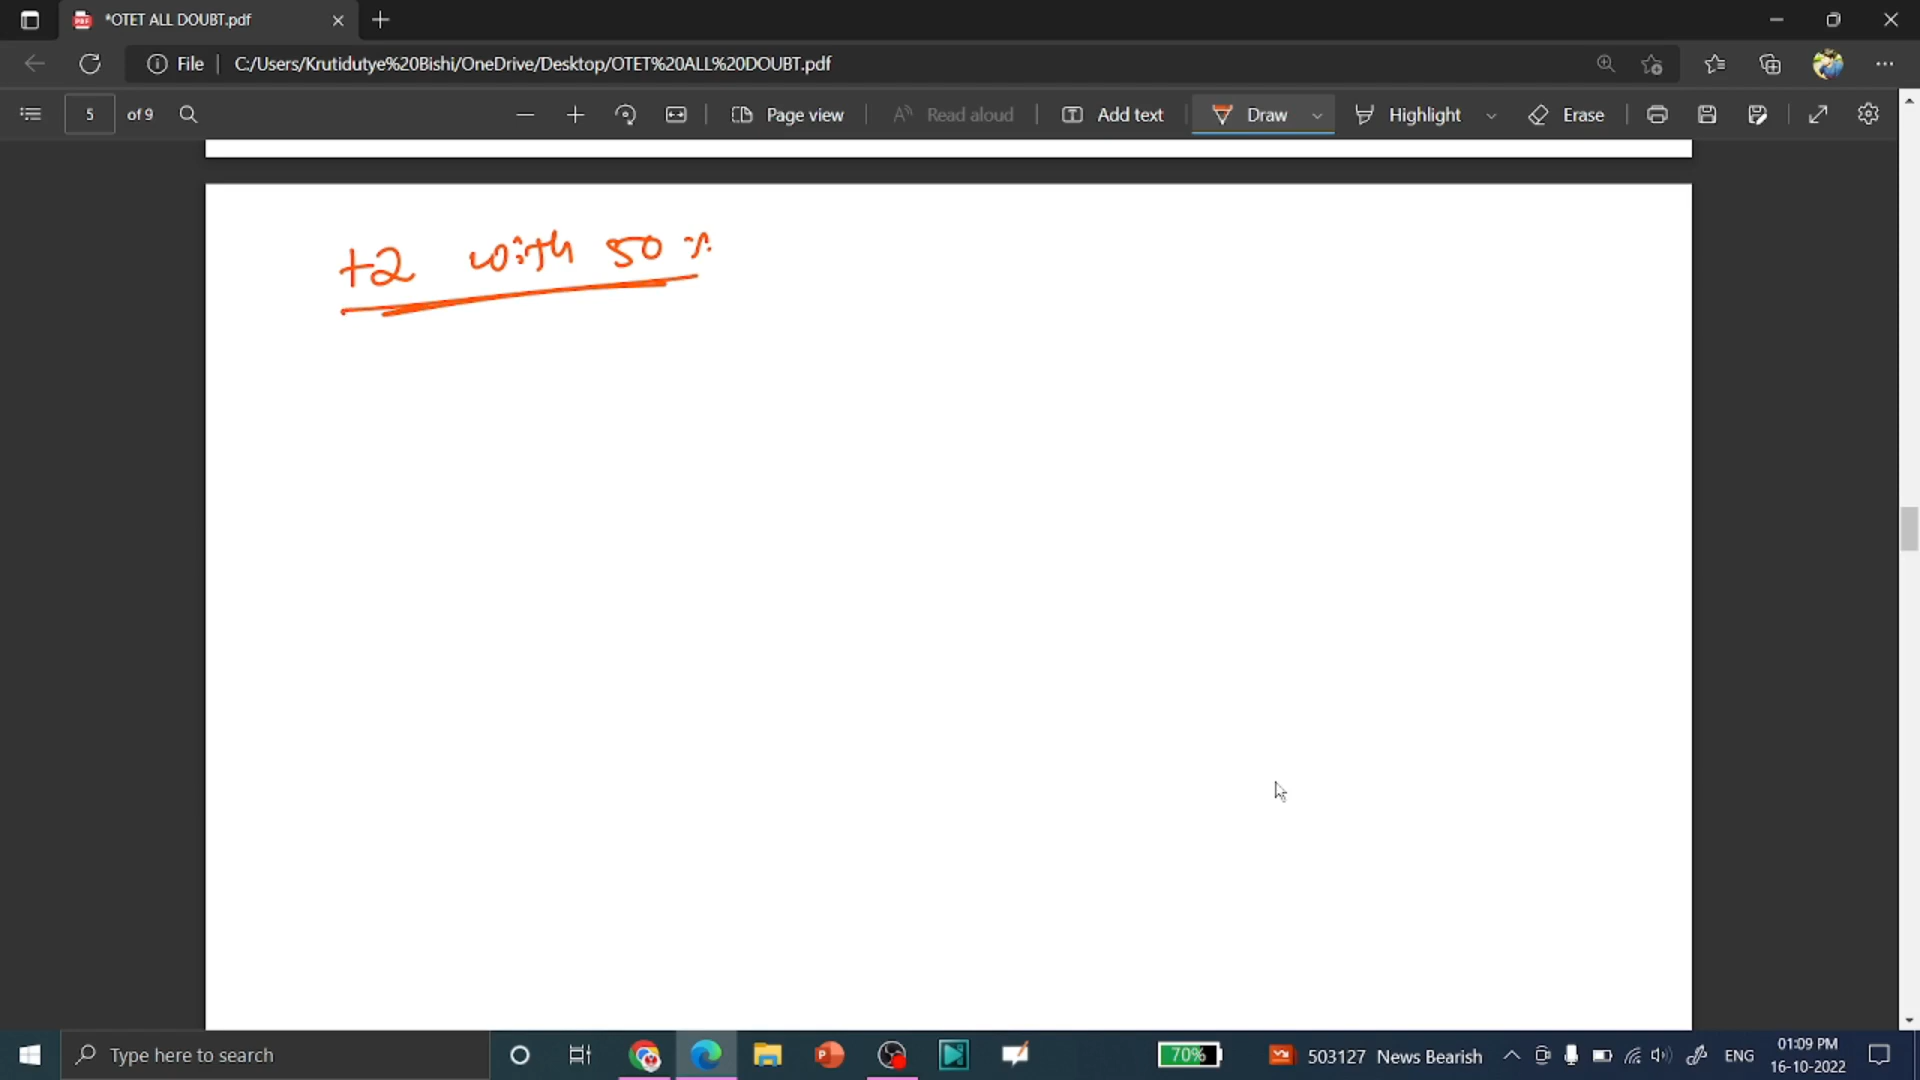 *OTET ALL DOUBT.pdf
File C:/Users/Krutidutye%20Bishi/OneDrive/Desktop/OTET%20ALL%20DOUBT.pdf
5 of 9 Page view Read aloud Add text Draw Highlight Erase
+2 with 50 %
Type here to search 70% 503127 News Bearish ENG 01:09 PM
16-10-2022